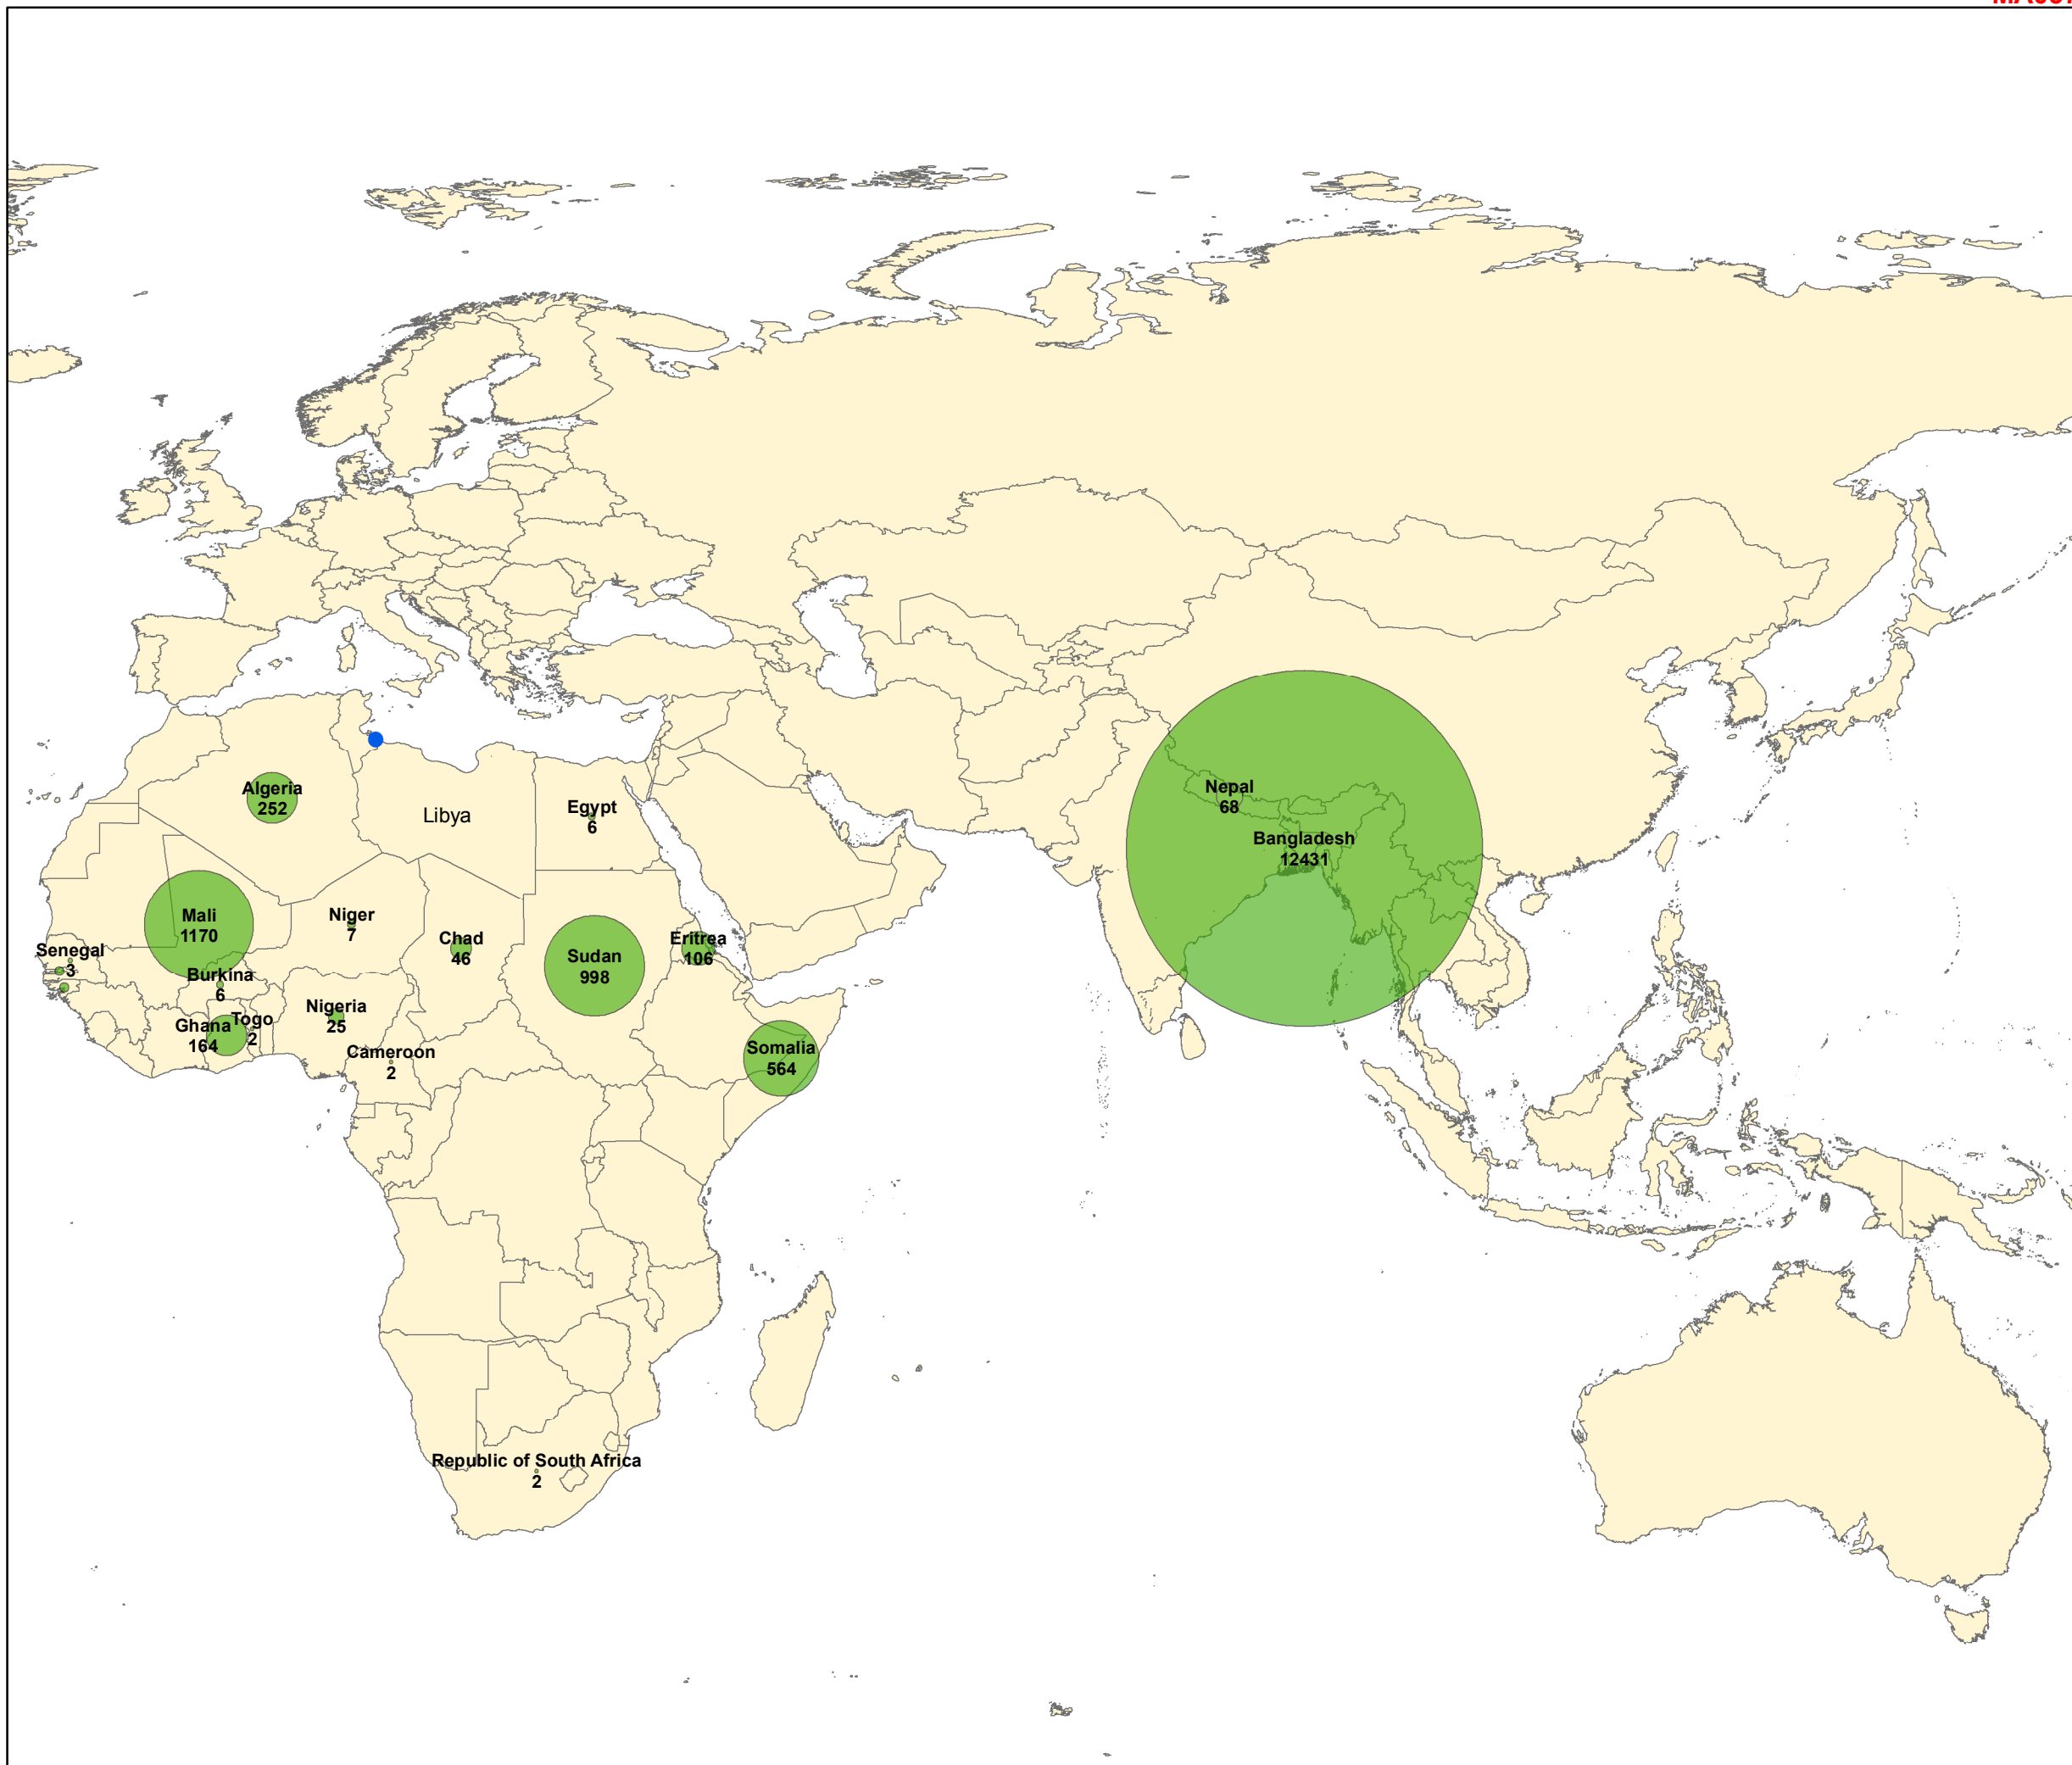 Nepal
68
Bangladesh
12431
Algeria
252
Libya
Egypt
6
Mali
1170
Niger
7
Chad
46
Sudan
998
Eritrea
106
Senegal
3
Burkina
6
Nigeria
25
Ghana
164
Togo
2
Cameroon
2
Somalia
564
Republic of South Africa
2